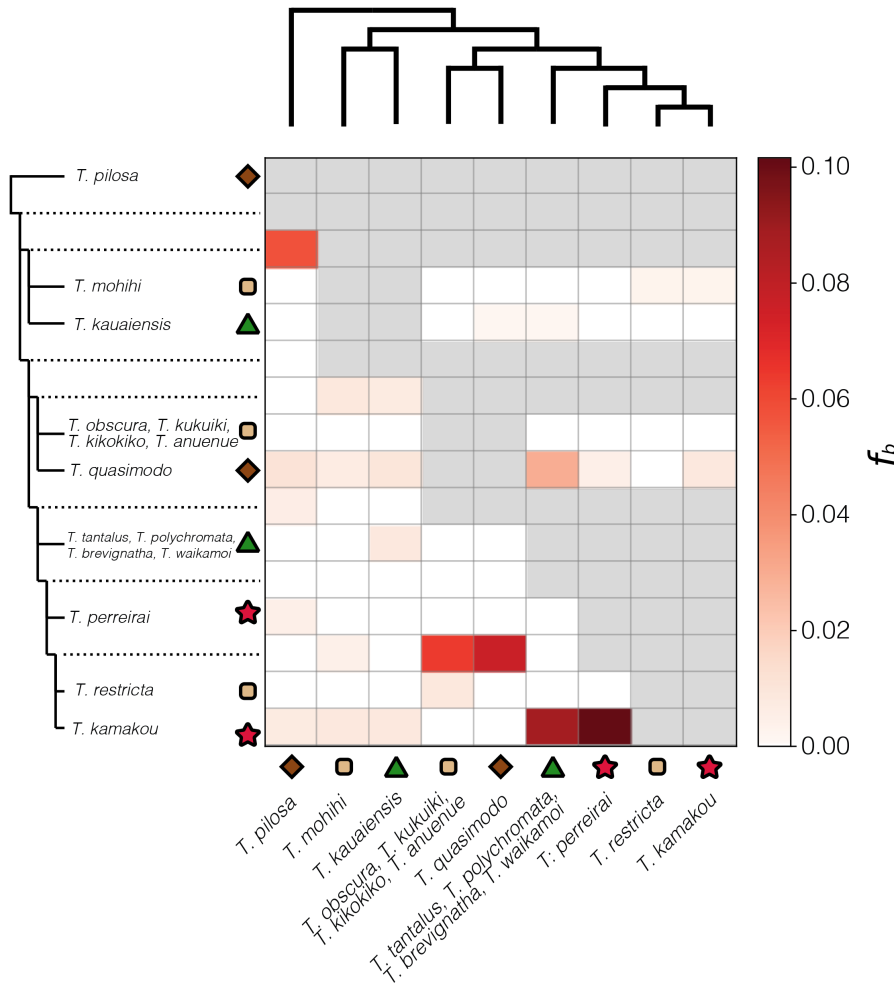 T. pilosa
T. mohihi
T. kauaiensis
T. obscura, T. kukuiki,
T. kikokiko, T. anuenue
T. quasimodo
T. tantalus, T. polychromata,
T. brevignatha, T. waikamoi
T. perreirai
T. restricta
T. kamakou
0.10
0.08
0.06
0.04
0.02
0.00
f_b
T. pilosa
T. mohihi
T. kauaiensis
T. obscura, T. kukuiki,
T. kikokiko, T. anuenue
T. quasimodo
T. tantalus, T. polychromata,
T. brevignatha, T. waikamoi
T: perreirai
T. restricta
T. kamakou